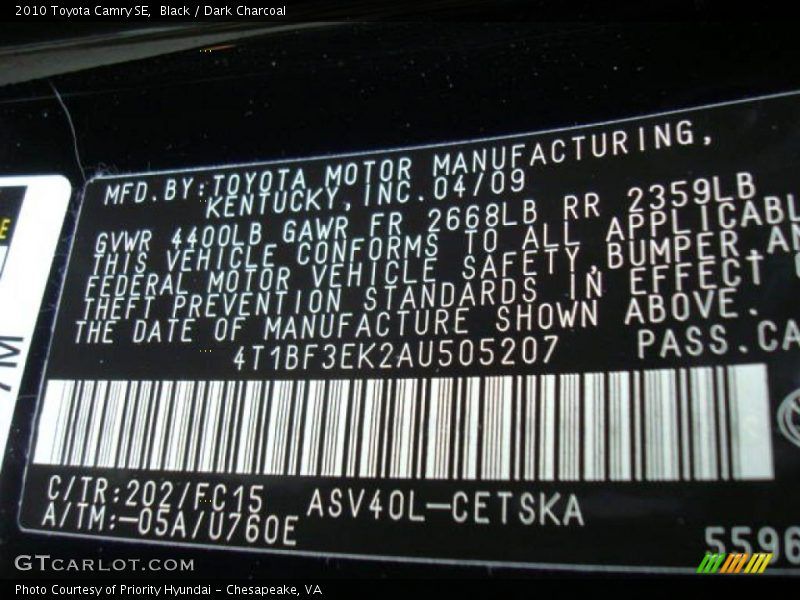 2010 Toyota Camry SE, Black / Dark Charcoal
MFD.BY:TOYOTA MOTOR MANUFACTURING,
KENTUCKY,INC.04/09
GVWR 4400LB GAWR FR 2668LB RR 2359LB
THIS VEHICLE CONFORMS TO ALL APPLICABL
FEDERAL MOTOR VEHICLE SAFETY,BUMPER,AN
THEFT PREVENTION STANDARDS IN EFFECT
THE DATE OF MANUFACTURE SHOWN ABOVE.
4T1BF3EK2AU505207 PASS.CA
7M
C/TR:202/FC15 ASV40L-CETSKA
A/TM:-05A/U760E
5596
GTCARLOT.COM
Photo Courtesy of Priority Hyundai - Chesapeake, VA